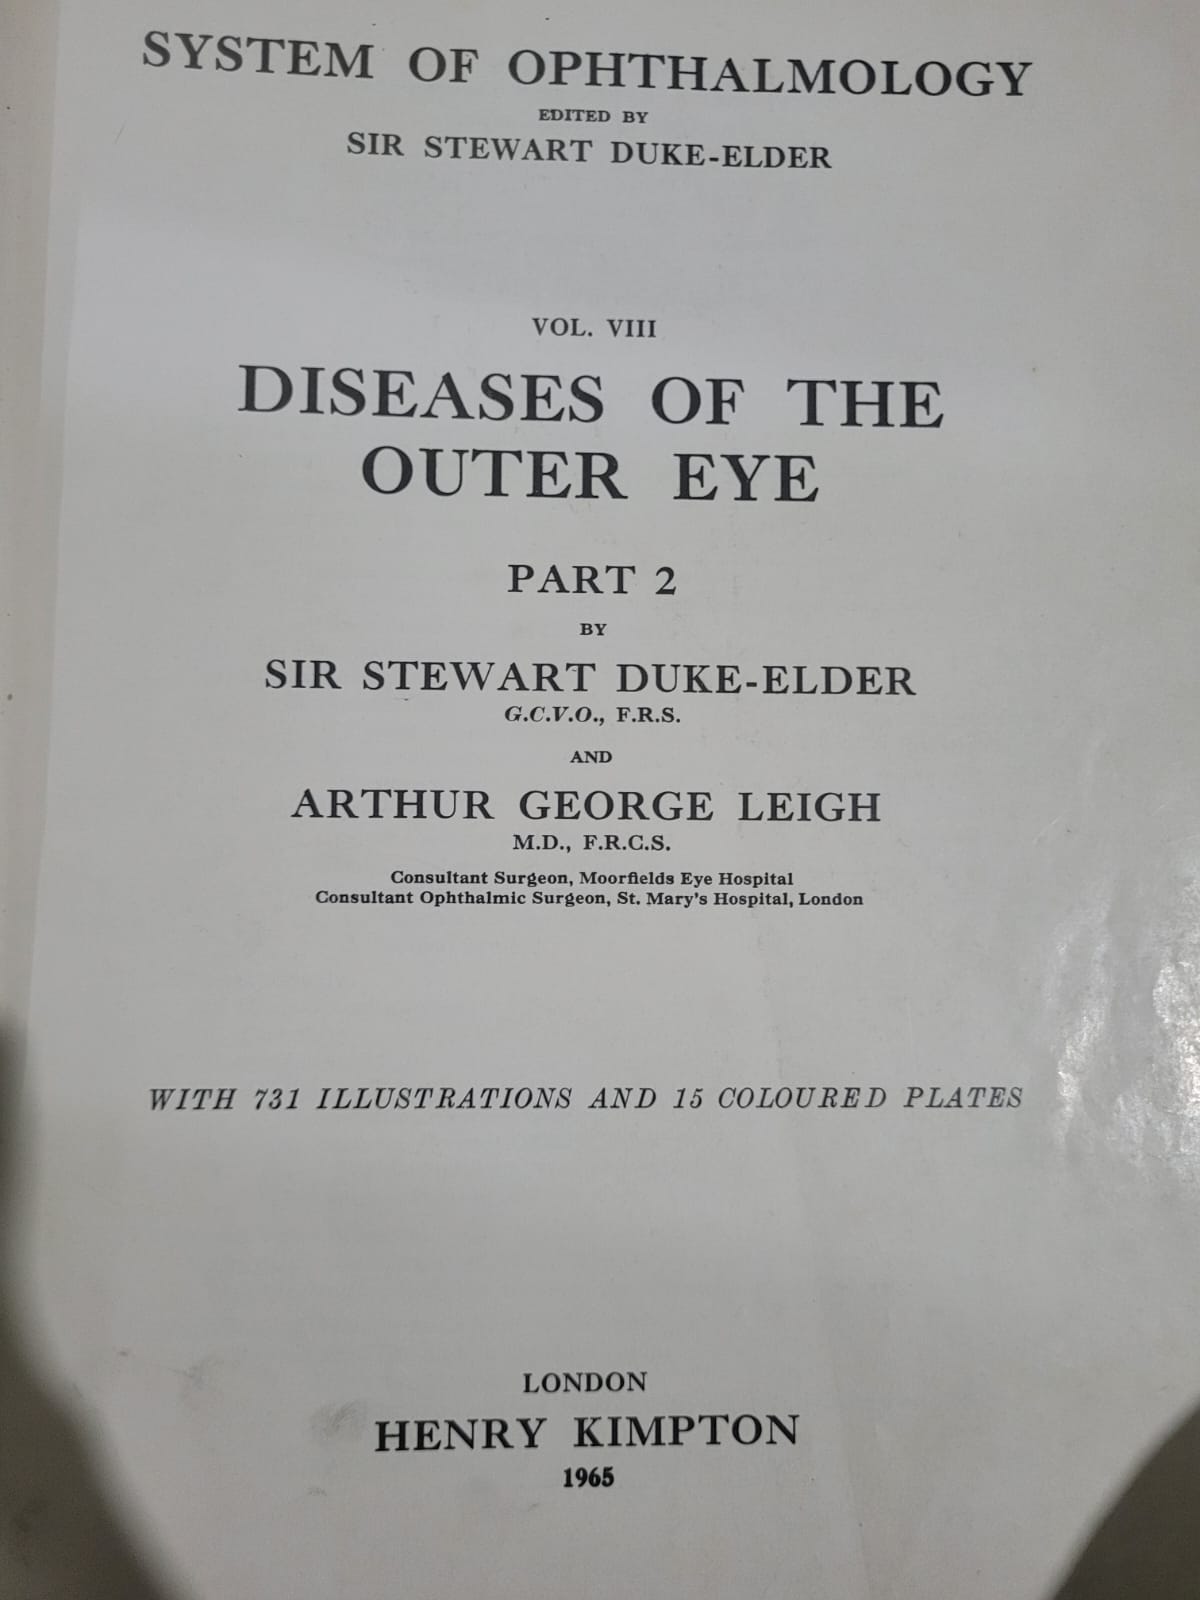 SYSTEM OF OPHTHALMOLOGY
EDITED BY
SIR STEWART DUKE-ELDER
VOL. VIII
DISEASES OF THE
OUTER EYE
PART 2
BY
SIR STEWART DUKE-ELDER
G.C.V.O., F.R.S.
AND
ARTHUR GEORGE LEIGH
M.D., F.R.C.S.
Consultant Surgeon, Moorfields Eye Hospital
Consultant Ophthalmic Surgeon, St. Mary's Hospital, London
WITH 731 ILLUSTRATIONS AND 15 COLOURED PLATES
LONDON
HENRY KIMPTON
1965